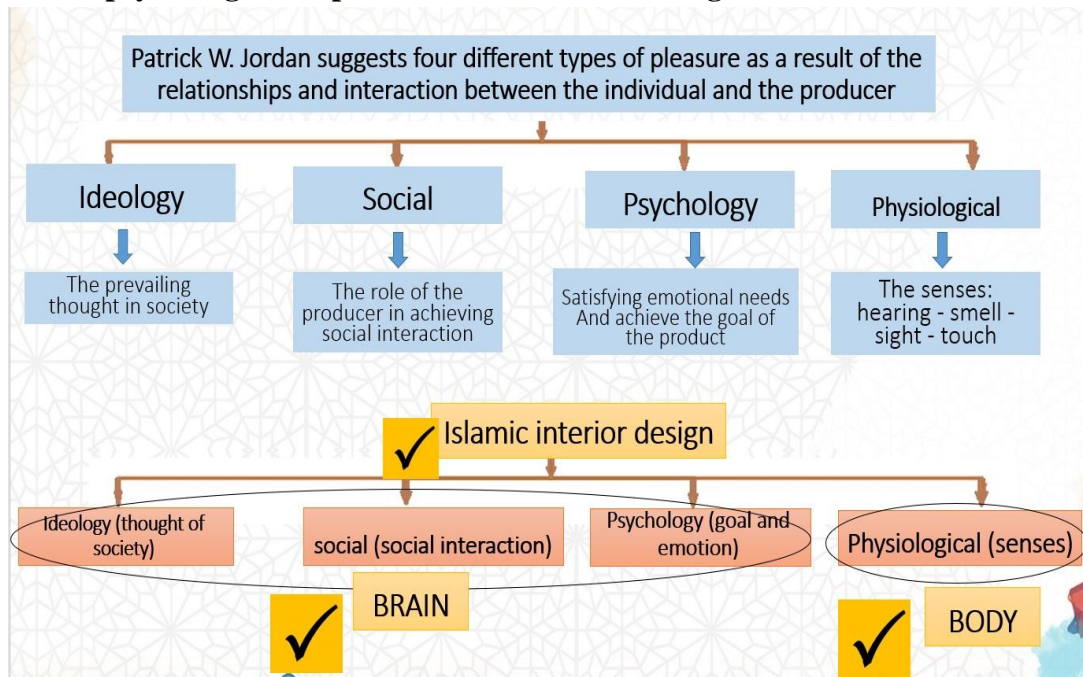 Patrick W. Jordan suggests four different types of pleasure as a result of the
relationships and interaction between the individual and the producer
Ideology
Social
Psychology
Physiological
The prevailing
thought in society
The role of the
producer in achieving
social interaction
Satisfying emotional needs
And achieve the goal of
the product
The senses:
hearing - smell -
sight - touch
Islamic interior design
Ideology (thought of
society)
social (social interaction)
Psychology (goal and
emotion)
Physiological (senses)
BRAIN
BODY